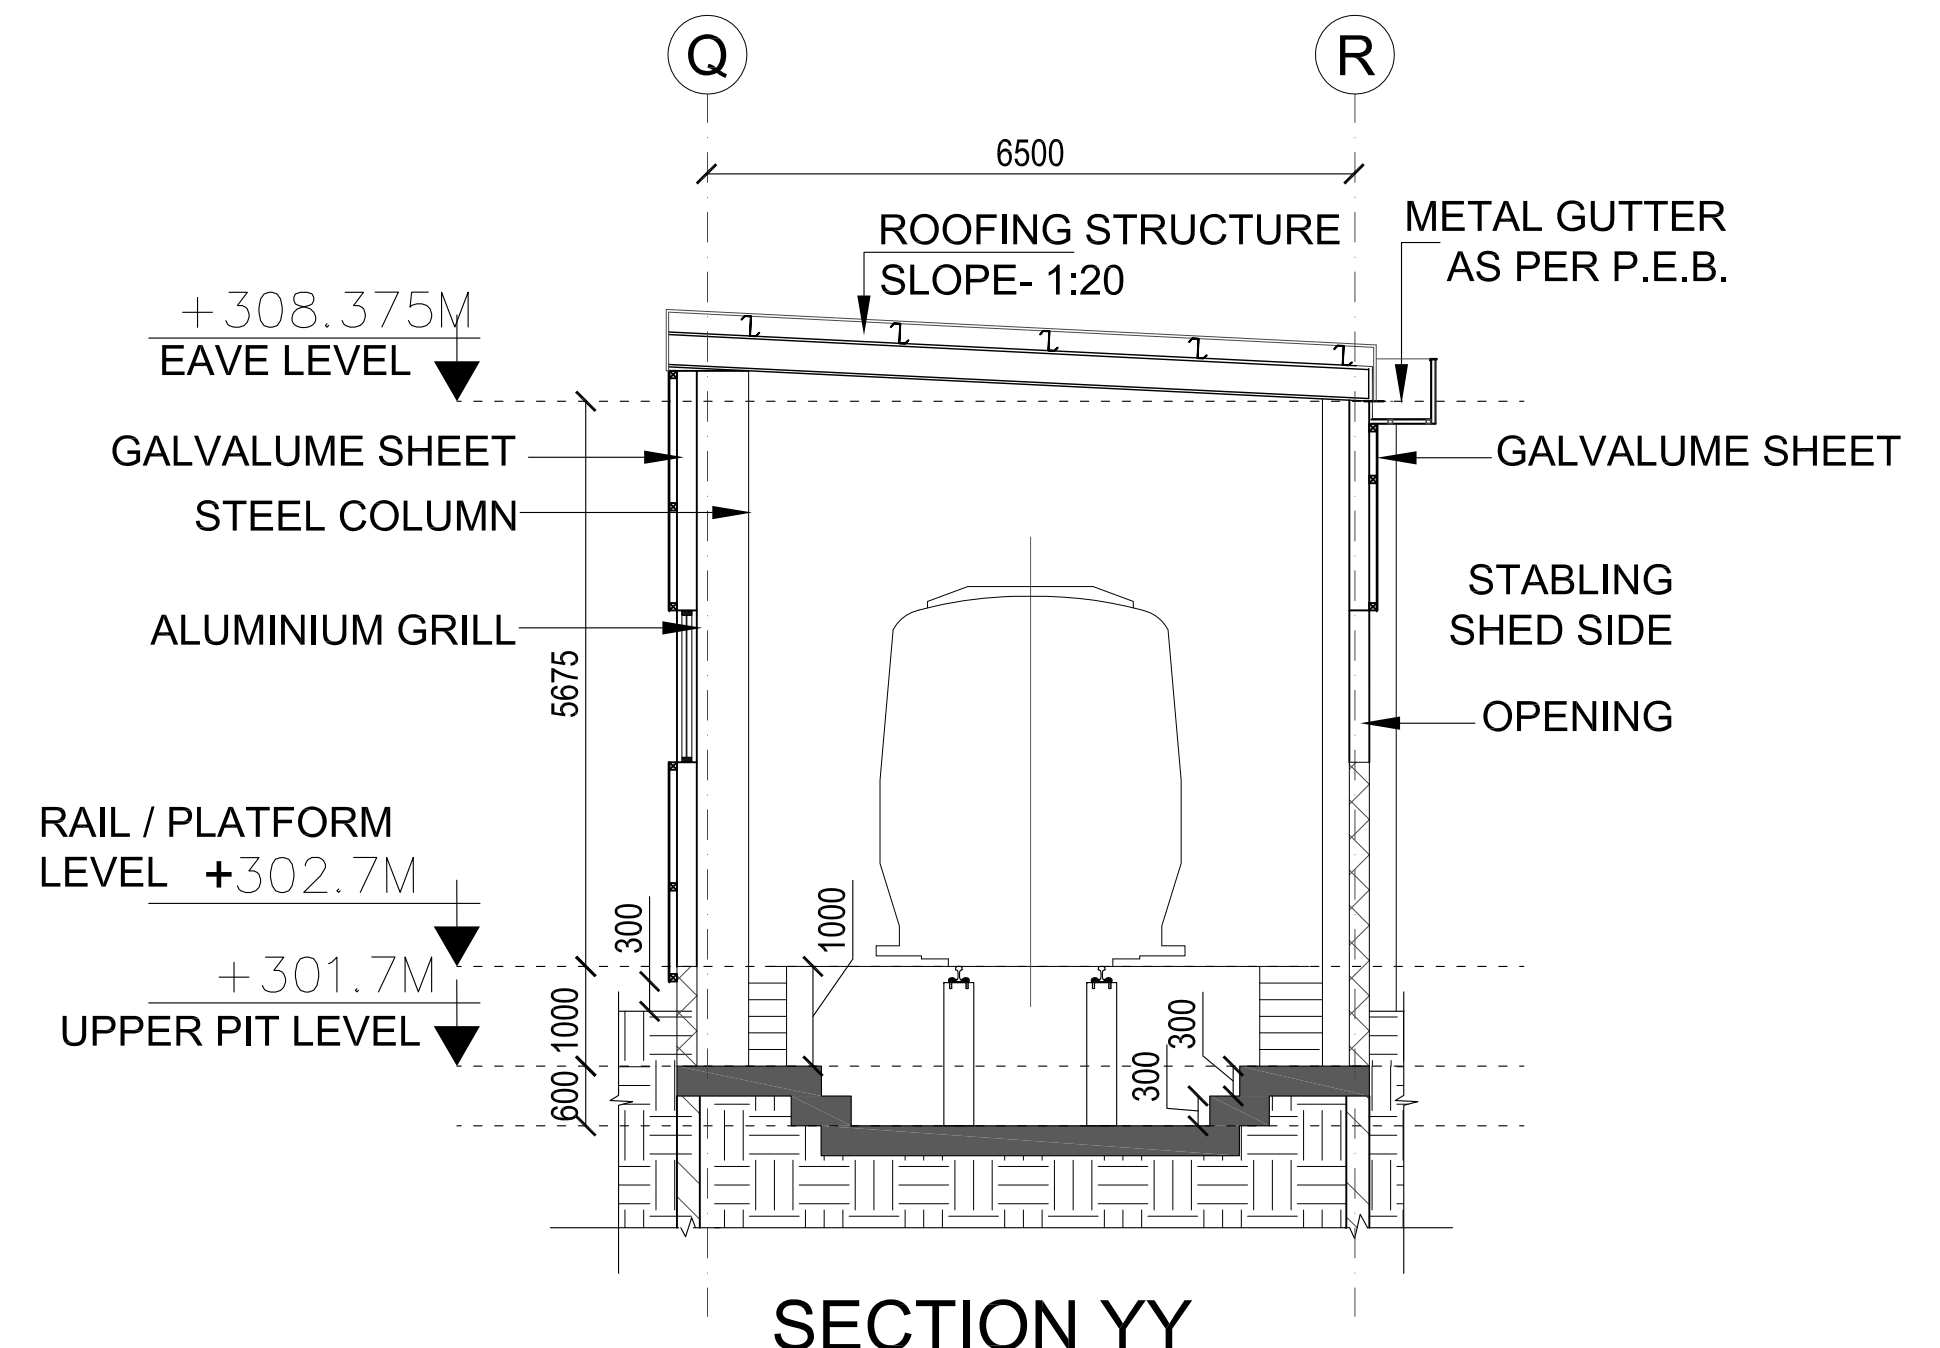 Q
R
6500
ROOFING STRUCTURE
SLOPE- 1:20
METAL GUTTER
AS PER P.E.B.
+308.375M
EAVE LEVEL
GALVALUME SHEET
GALVALUME SHEET
STEEL COLUMN
STABLING
SHED SIDE
ALUMINIUM GRILL
5675
OPENING
RAIL / PLATFORM
LEVEL +302.7M
300
1000
+301.7M
UPPER PIT LEVEL
1000
300
300
600
SECTION YY